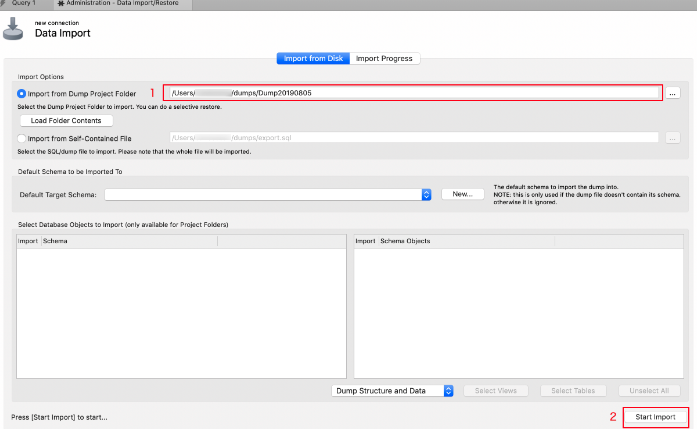 Query 1
Administration - Data Import/Restore
new connection
Data Import
Import from Disk Import Progress
Import Options
Import from Dump Project Folder 1 /Users/ /dumps/Dump20190805 ...
Select the Dump Project Folder to import. You can do a selective restore.
Load Folder Contents
Import from Self-Contained File /Users/ /dumps/export.sql ...
Select the SQL/dump file to import. Please note that the whole file will be imported.
Default Schema to be Imported To
Default Target Schema: New...
The default schema to import the dump into.
NOTE: this is only used if the dump file doesn't contain its schema,
otherwise it is ignored.
Select Database Objects to Import (only available for Project Folders)
Import Schema Import Schema Objects
Dump Structure and Data Select Views Select Tables Unselect All
Press [Start Import] to start... 2 Start Import